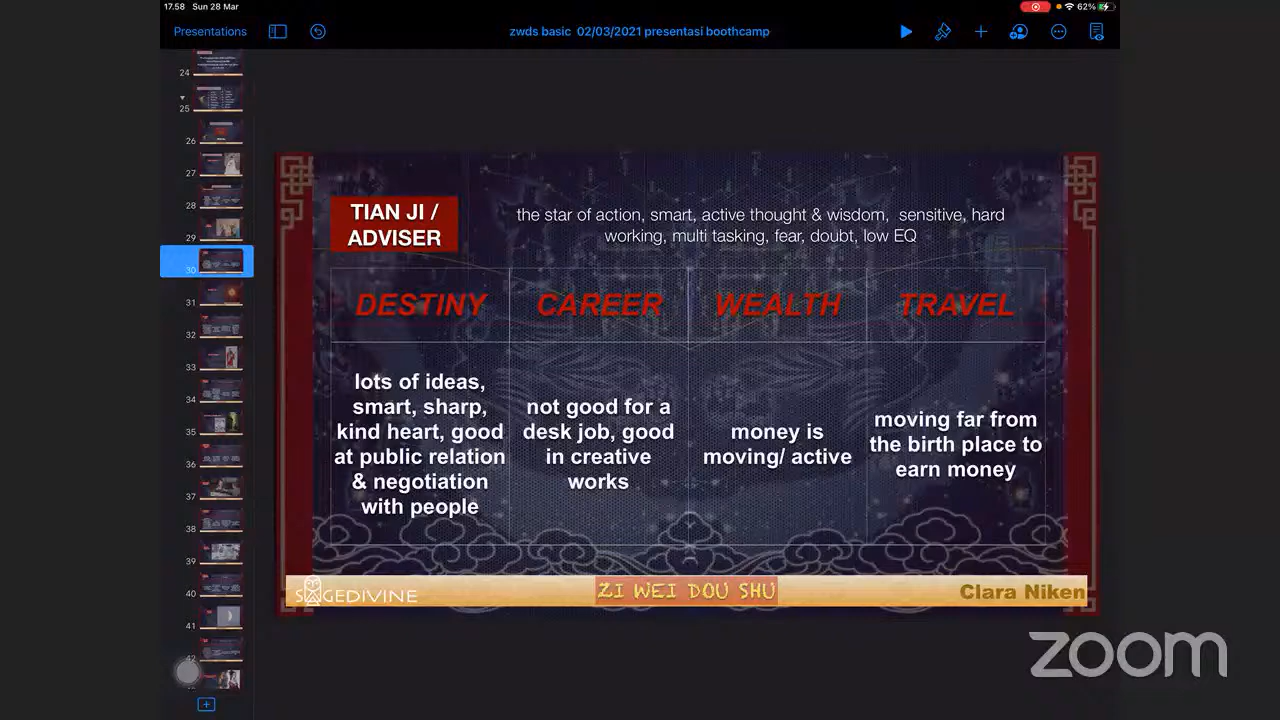 17.58 Sun 28 Mar
62%
Presentations
zwds basic 02/03/2021 presentasi boothcamp
24
25
26
27
28
29
30
31
32
33
34
35
36
37
38
39
40
41
42
TIAN JI /
ADVISER
the star of action, smart, active thought & wisdom, sensitive, hard
working, multi tasking, fear, doubt, low EQ
DESTINY CAREER WEALTH TRAVEL
lots of ideas,
smart, sharp,
kind heart, good
at public relation
& negotiation
with people
not good for a
desk job, good
in creative
works
money is
moving/ active
moving far from
the birth place to
earn money
SAGEDIVINE
ZI WEI DOU SHU
Clara Niken
zoom